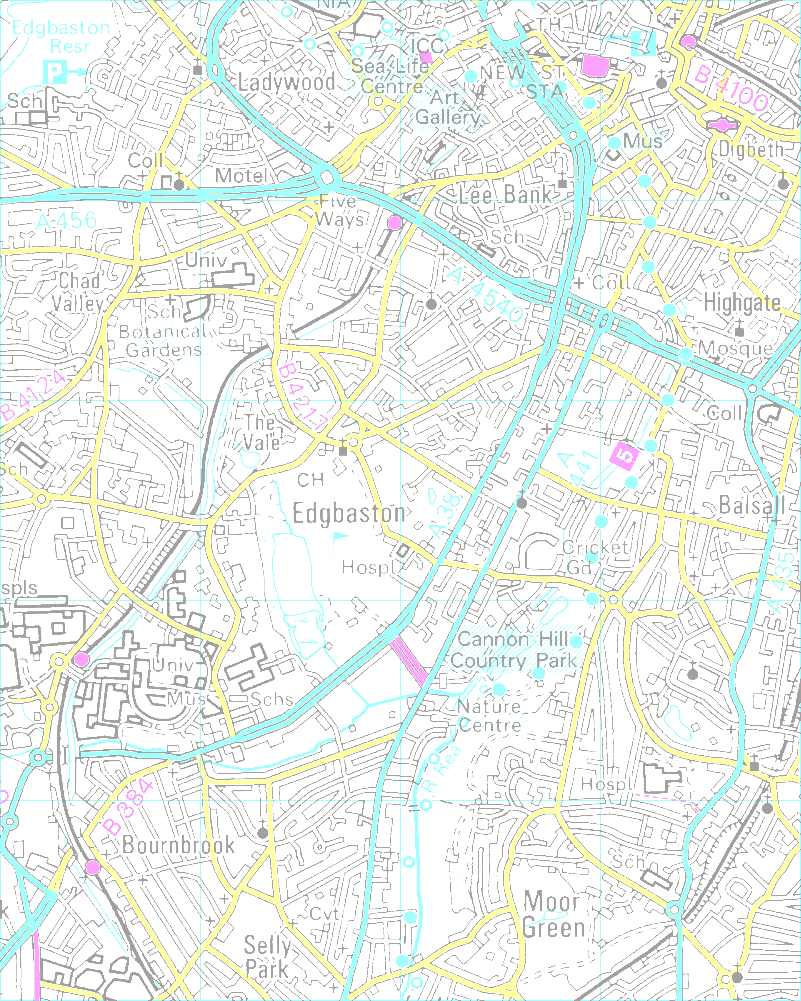 NIA
TH
Edgbaston
Resr
P
ICC
Sea Life
Centre
NEW ST
STA
B 4100
Ladywood
Art
Gallery
Sch
Mus
Digbeth
Coll
Motel
Lee Bank
Five
Ways
A 456
Sch
Univ
Chad
Valley
A 4540
Coll
Highgate
Sch
Botanical
Gardens
Mosque
B 4124
B 4217
Coll
The
Vale
5
A
441
Sch
CH
Edgbaston
A 38
Balsall
Cricket
Gd
Hospl
A 435
spls
Cannon Hill
Country Park
Univ
Mus
Schs
Nature
Centre
R Rea
Hospl
B 384
Bournbrook
Sch
Moor
Green
Cvt
Selly
Park
k